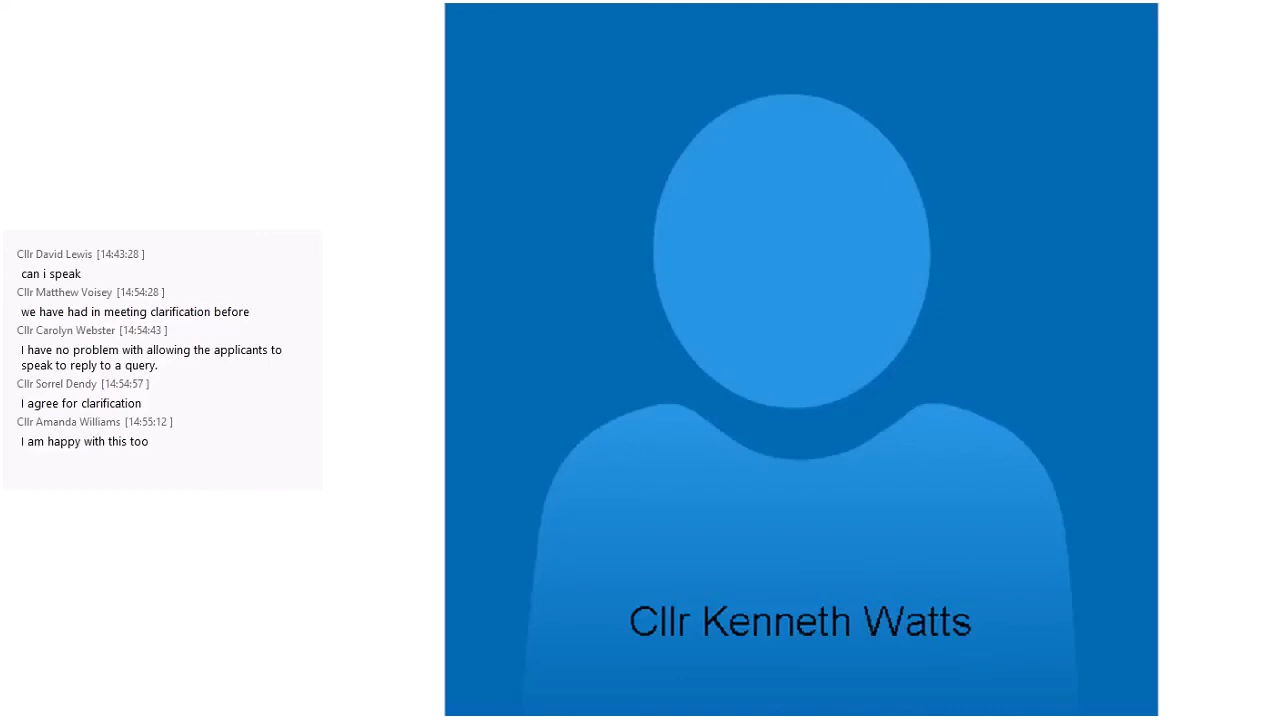 Cllr David Lewis [14:43:28 ]
can i speak
Cllr Matthew Voisey [14:54:28 ]
we have had in meeting clarification before
Cllr Carolyn Webster [14:54:43 ]
I have no problem with allowing the applicants to
speak to reply to a query.
Cllr Sorrel Dendy [14:54:57 ]
I agree for clarification
Cllr Amanda Williams [14:55:12 ]
I am happy with this too
Cllr Kenneth Watts